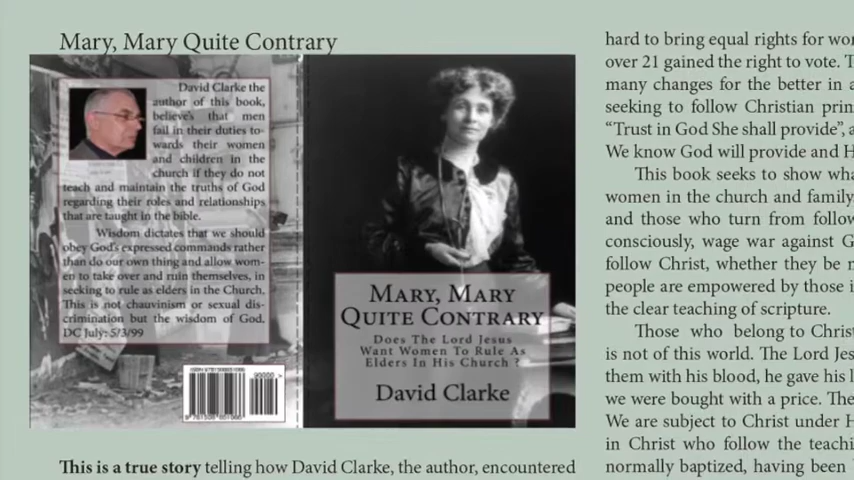 Mary, Mary Quite Contrary
David Clarke the
author of this book,
believe's that men
fail in their duties to-
wards their women
and children in the
church if they do not
teach and maintain the truths of God
regarding their roles and relationships
that are taught in the bible.
Wisdom dictates that we should
obey God's expressed commands rather
than do our own thing and allow wom-
en to take over and ruin themselves, in
seeking to rule as elders in the Church.
This is not chauvinism or sexual dis-
crimination but the wisdom of God.
DC July: 5/3/99
90000
MARY, MARY
QUITE CONTRARY
Does The Lord Jesus
Want Women To Rule As
Elders In His Church ?
David Clarke
This is a true story telling how David Clarke, the author, encountered
hard to bring equal rights for wo
over 21 gained the right to vote. T
many changes for the better in a
seeking to follow Christian prin
“Trust in God She shall provide”, a
We know God will provide and H
This book seeks to show wha
women in the church and family
and those who turn from follow
consciously, wage war against G
follow Christ, whether they be m
people are empowered by those i
the clear teaching of scripture.
Those who belong to Christ
is not of this world. The Lord Jes
them with his blood, he gave his l
we were bought with a price. The
We are subject to Christ under H
in Christ who follow the teachi
normally baptized, having been